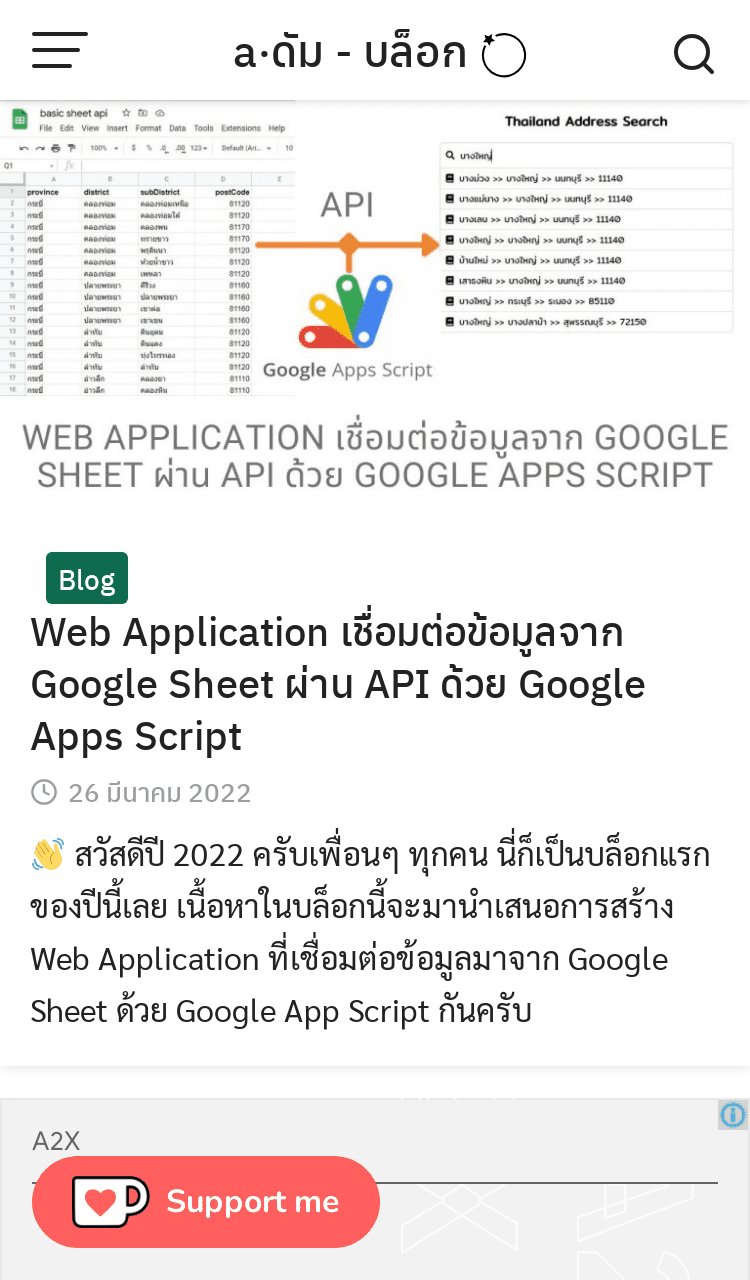 a·ดัม - บล็อก
basic sheet api
File Edit View Insert Format Data Tools Extensions Help
100% $ % .0 .00 123 Default (Ari... 10
Q1 fx
A B C D E
1 province district subDistrict postCode
2 กระบี่ คลองท่อม คลองท่อมเหนือ 81120
3 กระบี่ คลองท่อม คลองท่อมใต้ 81120
4 กระบี่ คลองท่อม คลองพน 81170
5 กระบี่ คลองท่อม ทรายขาว 81170
6 กระบี่ คลองท่อม พรุดินนา 81120
7 กระบี่ คลองท่อม ห้วยน้ำขาว 81120
8 กระบี่ คลองท่อม เพหลา 81120
9 กระบี่ ปลายพระยา คีรีวง 81160
10 กระบี่ ปลายพระยา ปลายพระยา 81160
11 กระบี่ ปลายพระยา เขาต่อ 81160
12 กระบี่ ปลายพระยา เขาเขน 81160
13 กระบี่ ลำทับ ดินอุดม 81120
14 กระบี่ ลำทับ ดินแดง 81120
15 กระบี่ ลำทับ ทุ่งไทรทอง 81120
16 กระบี่ ลำทับ ลำทับ 81120
17 กระบี่ อ่าวลึก คลองยา 81110
18 กระบี่ อ่าวลึก คลองหิน 81110
API
Google Apps Script
Thailand Address Search
บางใหญ่
บางม่วง >> บางใหญ่ >> นนทบุรี >> 11140
บางแม่นาง >> บางใหญ่ >> นนทบุรี >> 11140
บางเลน >> บางใหญ่ >> นนทบุรี >> 11140
บางใหญ่ >> บางใหญ่ >> นนทบุรี >> 11140
บ้านใหม่ >> บางใหญ่ >> นนทบุรี >> 11140
เสาธงหิน >> บางใหญ่ >> นนทบุรี >> 11140
บางใหญ่ >> กระบุรี >> ระนอง >> 85110
บางใหญ่ >> บางปลาม้า >> สุพรรณบุรี >> 72150
WEB APPLICATION เชื่อมต่อข้อมูลจาก GOOGLE
SHEET ผ่าน API ด้วย GOOGLE APPS SCRIPT
Blog
Web Application เชื่อมต่อข้อมูลจาก
Google Sheet ผ่าน API ด้วย Google
Apps Script
26 มีนาคม 2022
👋 สวัสดีปี 2022 ครับเพื่อนๆ ทุกคน นี่ก็เป็นบล็อกแรก
ของปีนี้เลย เนื้อหาในบล็อกนี้จะมานำเสนอการสร้าง
Web Application ที่เชื่อมต่อข้อมูลมาจาก Google
Sheet ด้วย Google App Script กันครับ
A2X
Support me